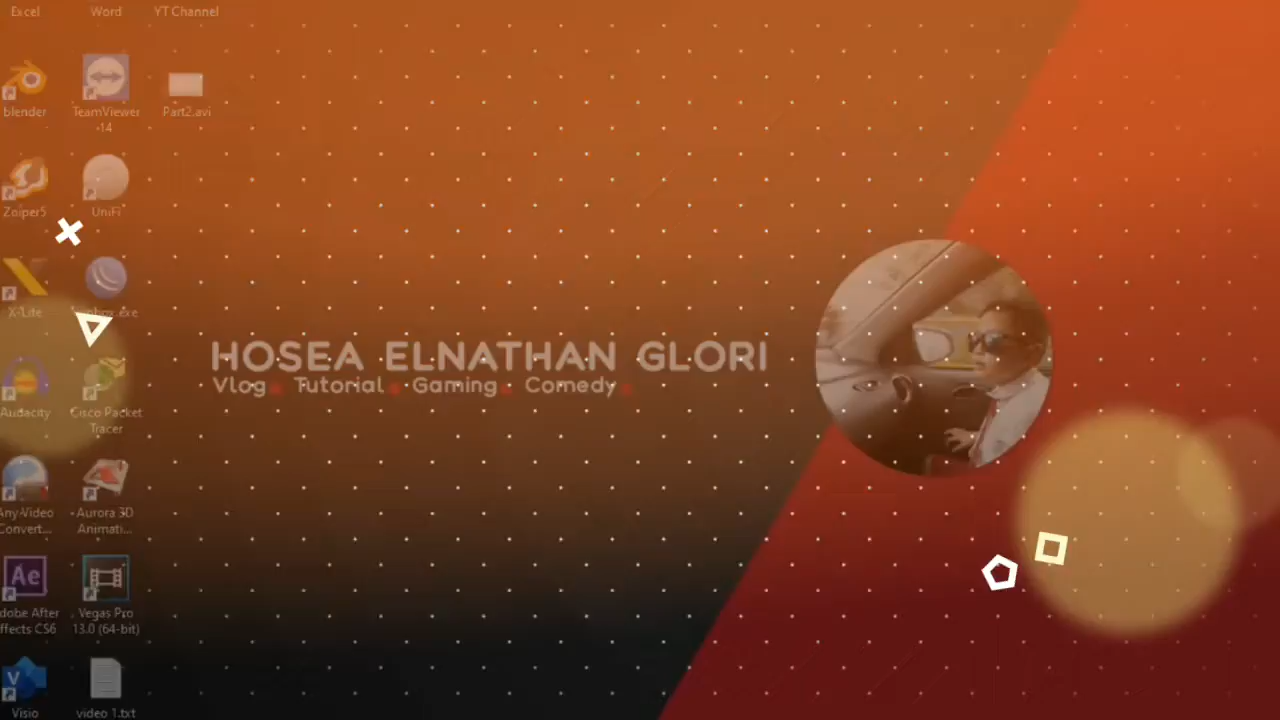 Excel
Word
YT Channel
blender
TeamViewer
14
Part2.avi
Zoiper5
UniFi
X-Lite
HOSEA ELNATHAN GLORI
Vlog Tutorial Gaming Comedy
Audacity
Cisco Packet
Tracer
Any Video
Convert...
Aurora 3D
Animati...
Ae
dobe After
ffects CS6
Vegas Pro
13.0 (64-bit)
V
Visio
video 1.txt